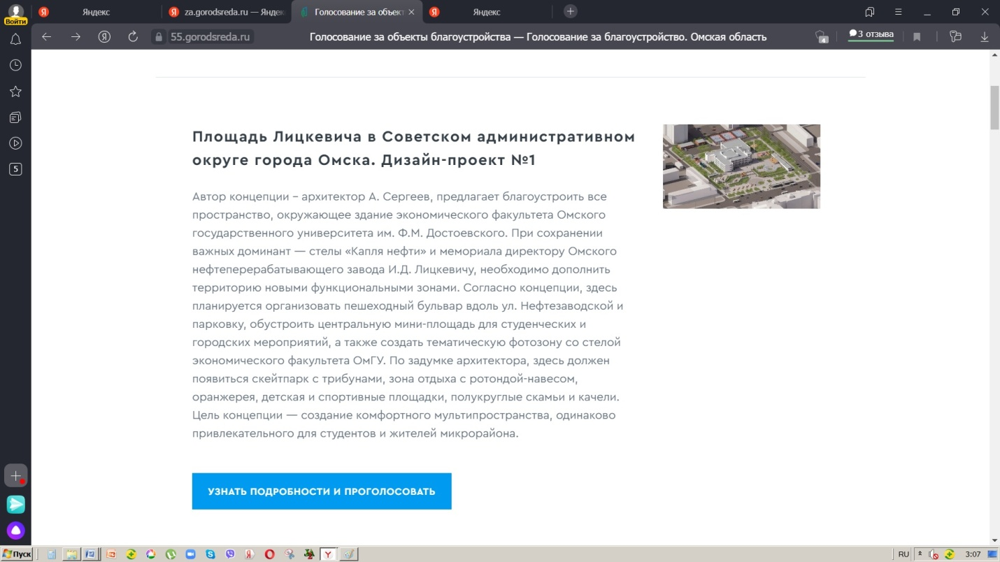 Яндекс
za.gorodsreda.ru — Яндек
Голосование за объект
Яндекс
Войти
55.gorodsreda.ru
Голосование за объекты благоустройства — Голосование за благоустройство. Омская область
4
3 отзыва
5
Площадь Лицкевича в Советском административном
округе города Омска. Дизайн-проект №1
Автор концепции – архитектор А. Сергеев, предлагает благоустроить все
пространство, окружающее здание экономического факультета Омского
государственного университета им. Ф.М. Достоевского. При сохранении
важных доминант — стелы «Капля нефти» и мемориала директору Омского
нефтеперерабатывающего завода И.Д. Лицкевичу, необходимо дополнить
территорию новыми функциональными зонами. Согласно концепции, здесь
планируется организовать пешеходный бульвар вдоль ул. Нефтезаводской и
парковку, обустроить центральную мини-площадь для студенческих и
городских мероприятий, а также создать тематическую фотозону со стелой
экономического факультета ОмГУ. По задумке архитектора, здесь должен
появиться скейтпарк с трибунами, зона отдыха с ротондой-навесом,
оранжерея, детская и спортивные площадки, полукруглые скамьи и качели.
Цель концепции — создание комфортного мультипространства, одинаково
привлекательного для студентов и жителей микрорайона.
УЗНАТЬ ПОДРОБНОСТИ И ПРОГОЛОСОВАТЬ
Пуск
RU
3:07